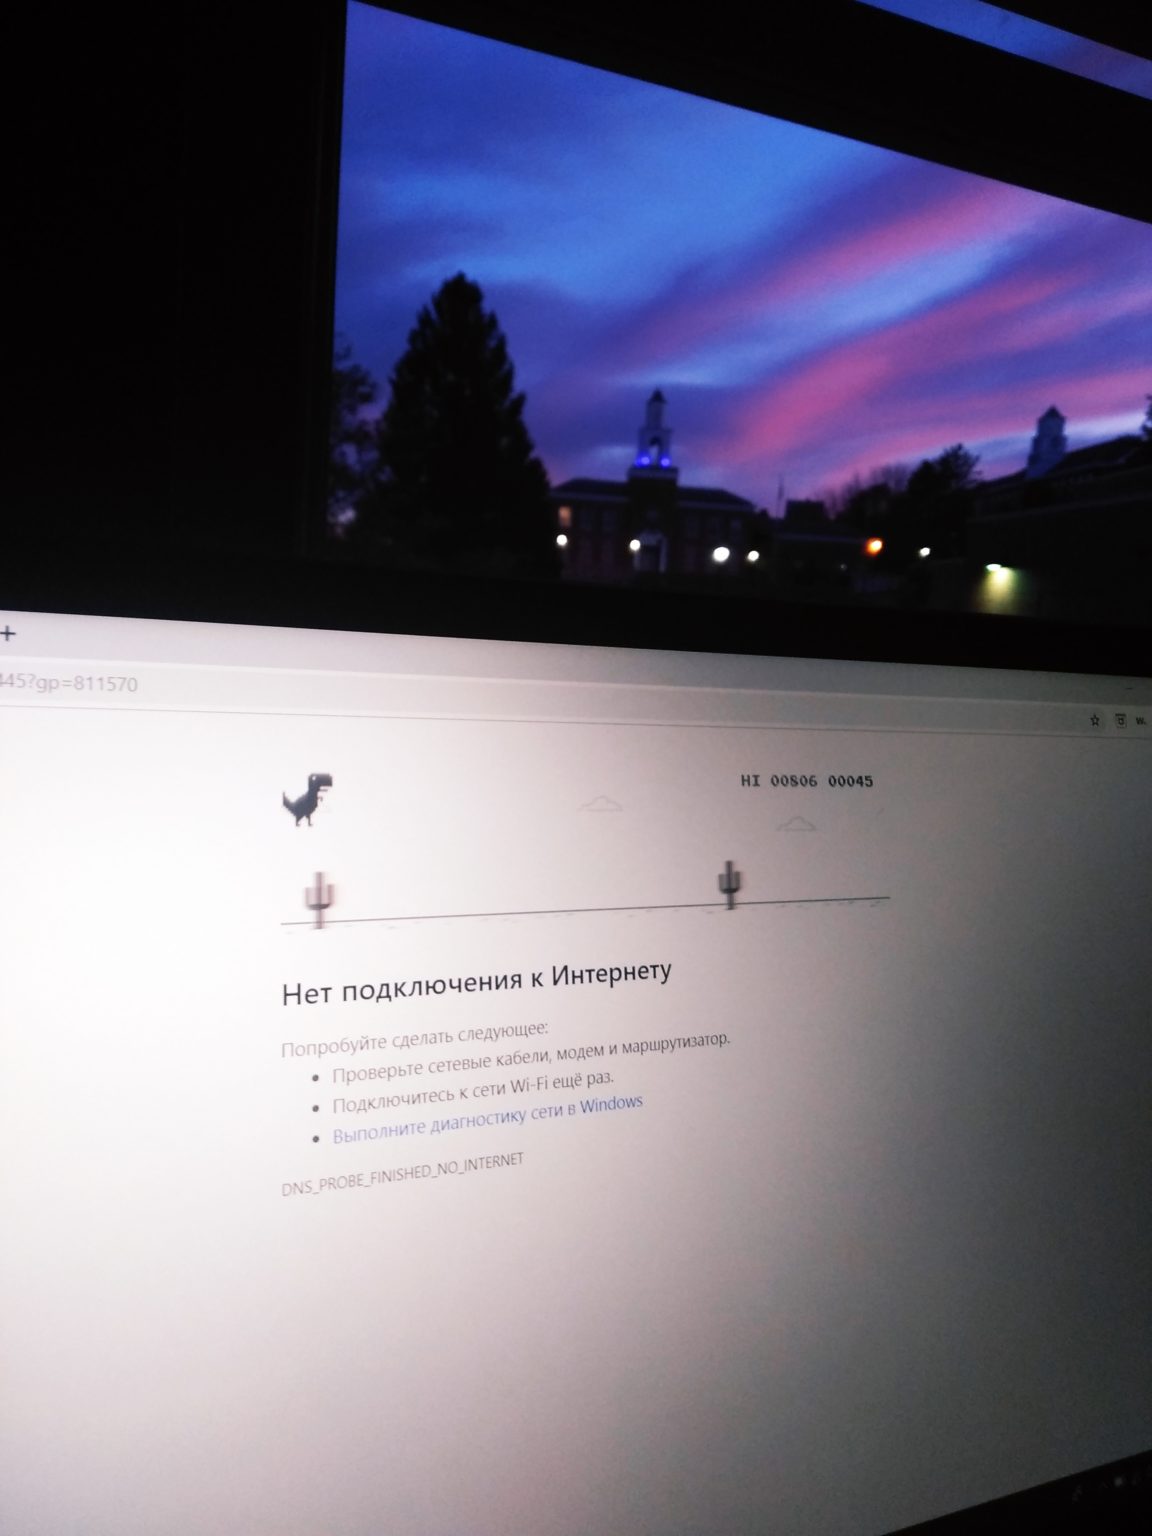 +
445?gp=811570
HI 00806 00045
Нет подключения к Интернету
Попробуйте сделать следующее:
• Проверьте сетевые кабели, модем и маршрутизатор.
• Подключитесь к сети Wi-Fi ещё раз.
• Выполните диагностику сети в Windows
DNS_PROBE_FINISHED_NO_INTERNET